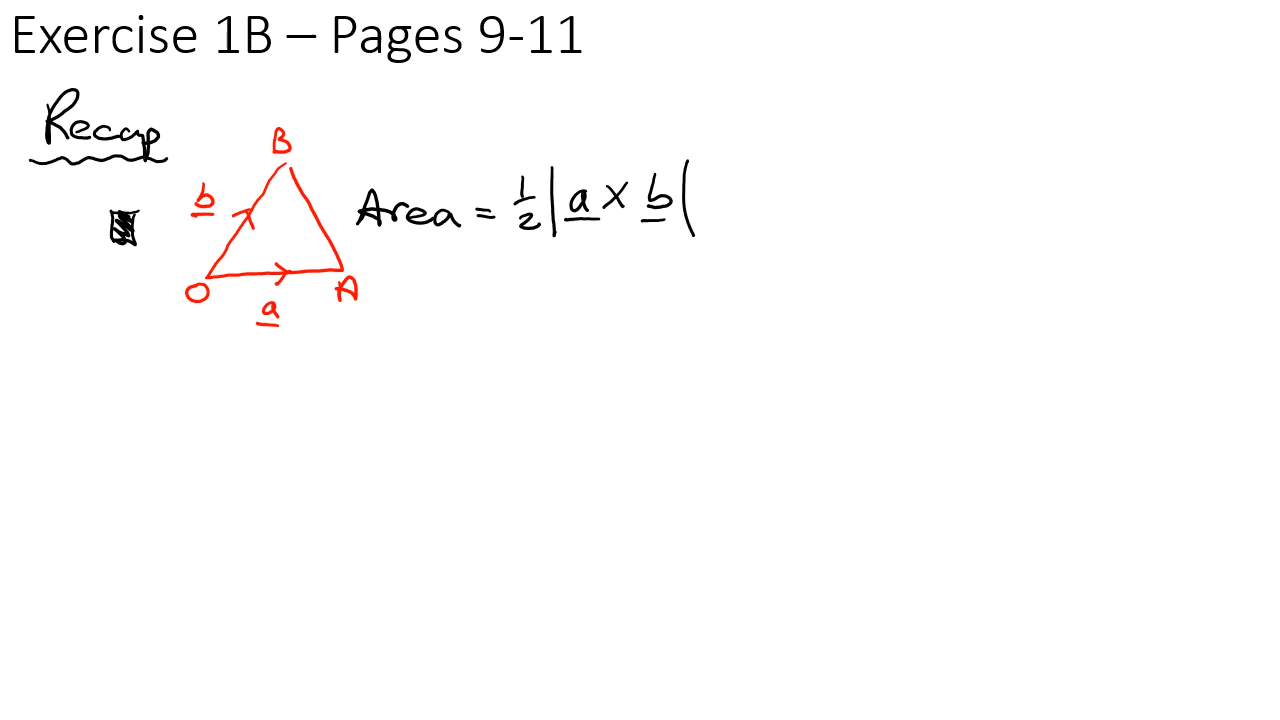 Exercise 1B – Pages 9-11
Recap
B
b
Area = 1/2 |a × b|
O
A
a